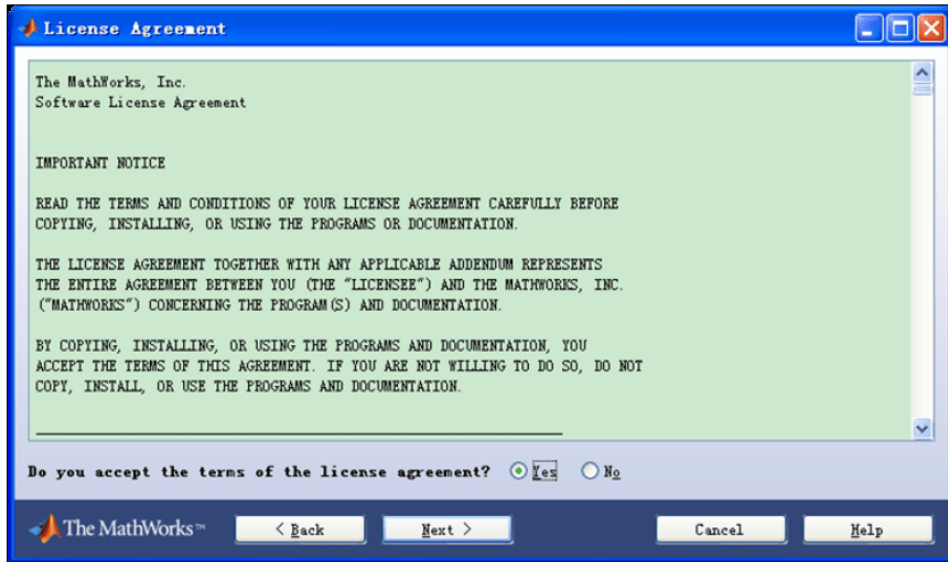 License Agreement
The MathWorks, Inc.
Software License Agreement
IMPORTANT NOTICE
READ THE TERMS AND CONDITIONS OF YOUR LICENSE AGREEMENT CAREFULLY BEFORE
COPYING, INSTALLING, OR USING THE PROGRAMS OR DOCUMENTATION.
THE LICENSE AGREEMENT TOGETHER WITH ANY APPLICABLE ADDENDUM REPRESENTS
THE ENTIRE AGREEMENT BETWEEN YOU (THE "LICENSEE") AND THE MATHWORKS, INC.
("MATHWORKS") CONCERNING THE PROGRAM(S) AND DOCUMENTATION.
BY COPYING, INSTALLING, OR USING THE PROGRAMS AND DOCUMENTATION, YOU
ACCEPT THE TERMS OF THIS AGREEMENT. IF YOU ARE NOT WILLING TO DO SO, DO NOT
COPY, INSTALL, OR USE THE PROGRAMS AND DOCUMENTATION.
Do you accept the terms of the license agreement? Yes No
The MathWorks™ < Back Next > Cancel Help